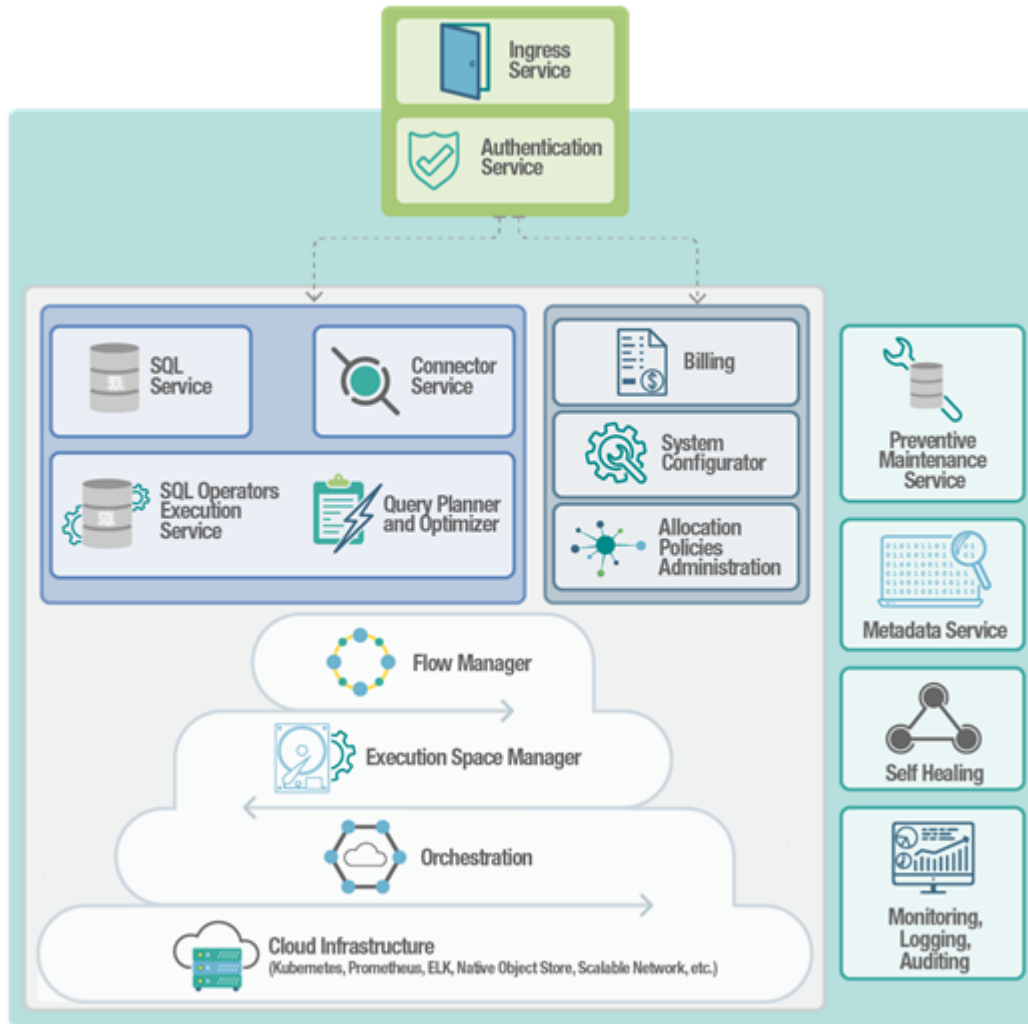 Ingress
Service
Authentication
Service
SQL
SQL
Service
Connector
Service
SQL
SQL Operators
Execution
Service
Query Planner
and Optimizer
Billing
System
Configurator
Allocation
Policies
Administration
Flow Manager
Execution Space Manager
Orchestration
Cloud Infrastructure
(Kubernetes, Prometheus, ELK, Native Object Store, Scalable Network, etc.)
Preventive
Maintenance
Service
Metadata Service
Self Healing
Monitoring,
Logging,
Auditing